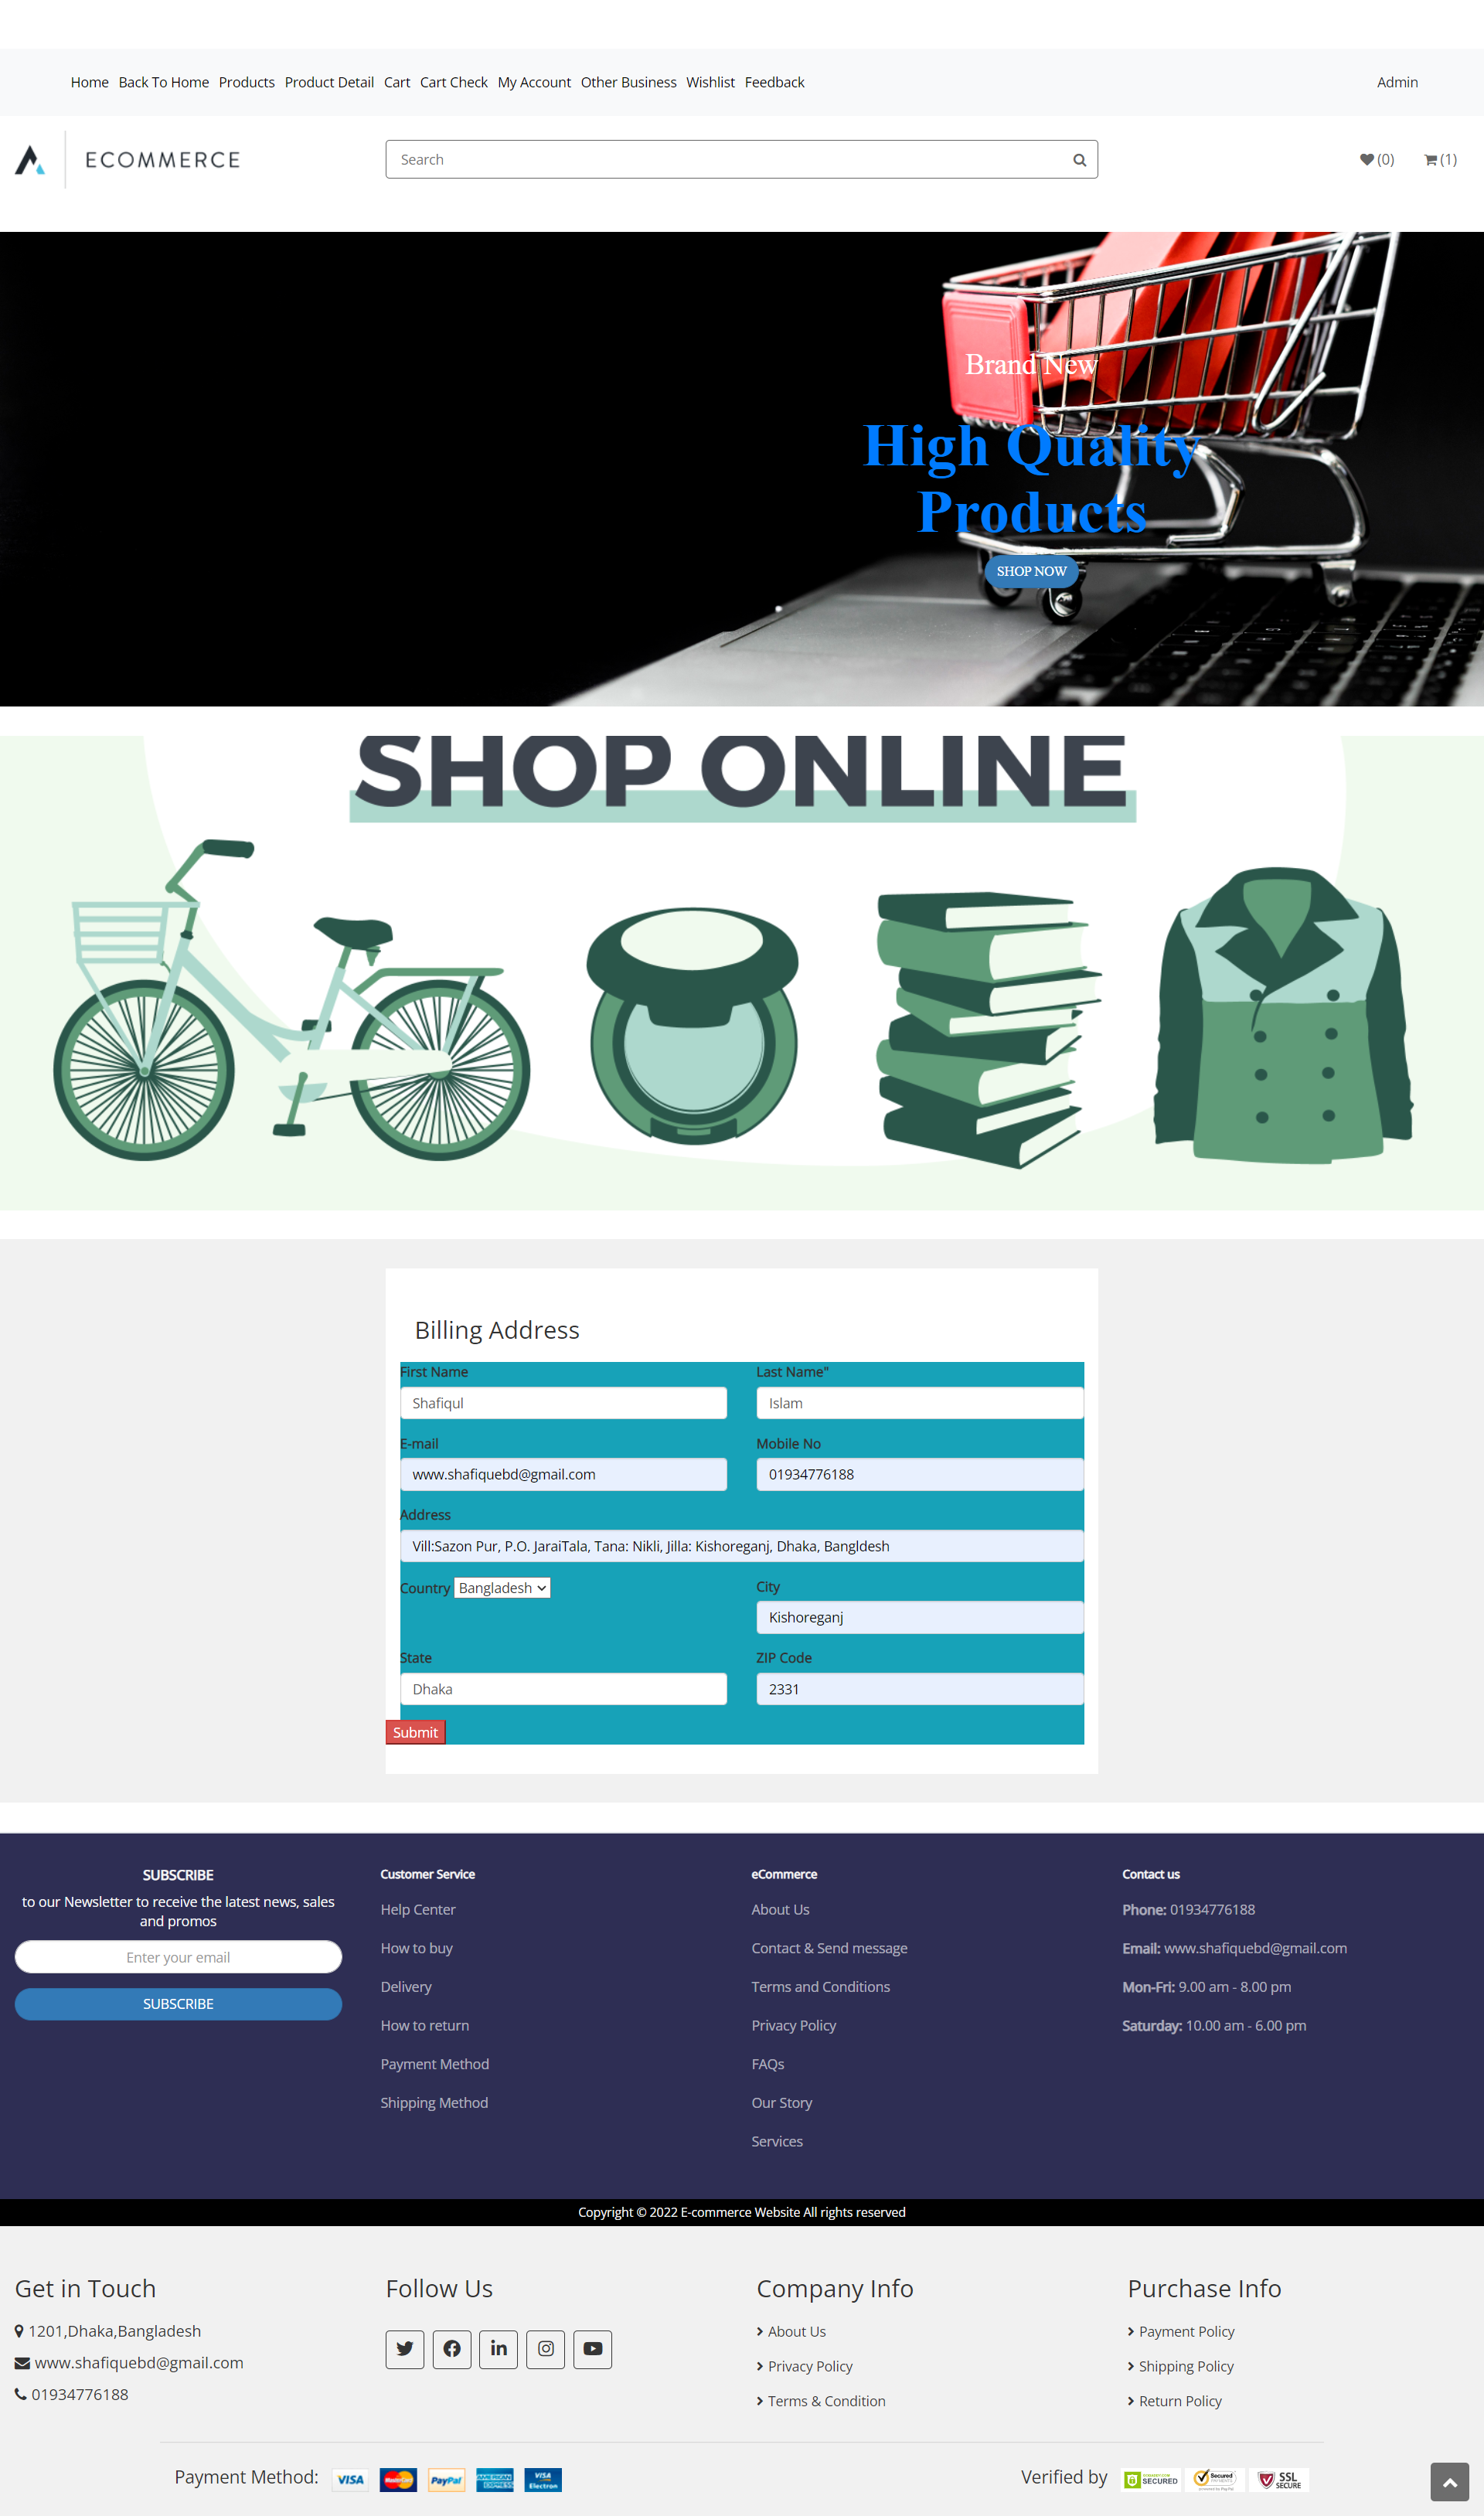 Home Back To Home Products Product Detail Cart Cart Check My Account Other Business Wishlist Feedback Admin
ECOMMERCE
Search
(0) (1)
Brand New
High Quality
Products
SHOP NOW
SHOP ONLINE
Billing Address
First Name Last Name"
Shafiqul Islam
E-mail Mobile No
www.shafiquebd@gmail.com 01934776188
Address
Vill:Sazon Pur, P.O. JaraiTala, Tana: Nikli, Jilla: Kishoreganj, Dhaka, Bangldesh
Country Bangladesh City
Kishoreganj
State ZIP Code
Dhaka 2331
Submit
SUBSCRIBE
to our Newsletter to receive the latest news, sales
and promos
Enter your email
SUBSCRIBE
Customer Service
Help Center
How to buy
Delivery
How to return
Payment Method
Shipping Method
eCommerce
About Us
Contact & Send message
Terms and Conditions
Privacy Policy
FAQs
Our Story
Services
Contact us
Phone: 01934776188
Email: www.shafiquebd@gmail.com
Mon-Fri: 9.00 am - 8.00 pm
Saturday: 10.00 am - 6.00 pm
Copyright © 2022 E-commerce Website All rights reserved
Get in Touch
1201,Dhaka,Bangladesh
www.shafiquebd@gmail.com
01934776188
Follow Us
Company Info
About Us
Privacy Policy
Terms & Condition
Purchase Info
Payment Policy
Shipping Policy
Return Policy
Payment Method: VISA MasterCard PayPal AMERICAN EXPRESS VISA Electron
Verified by SECURED Secured PAYMENTS SSL SECURE